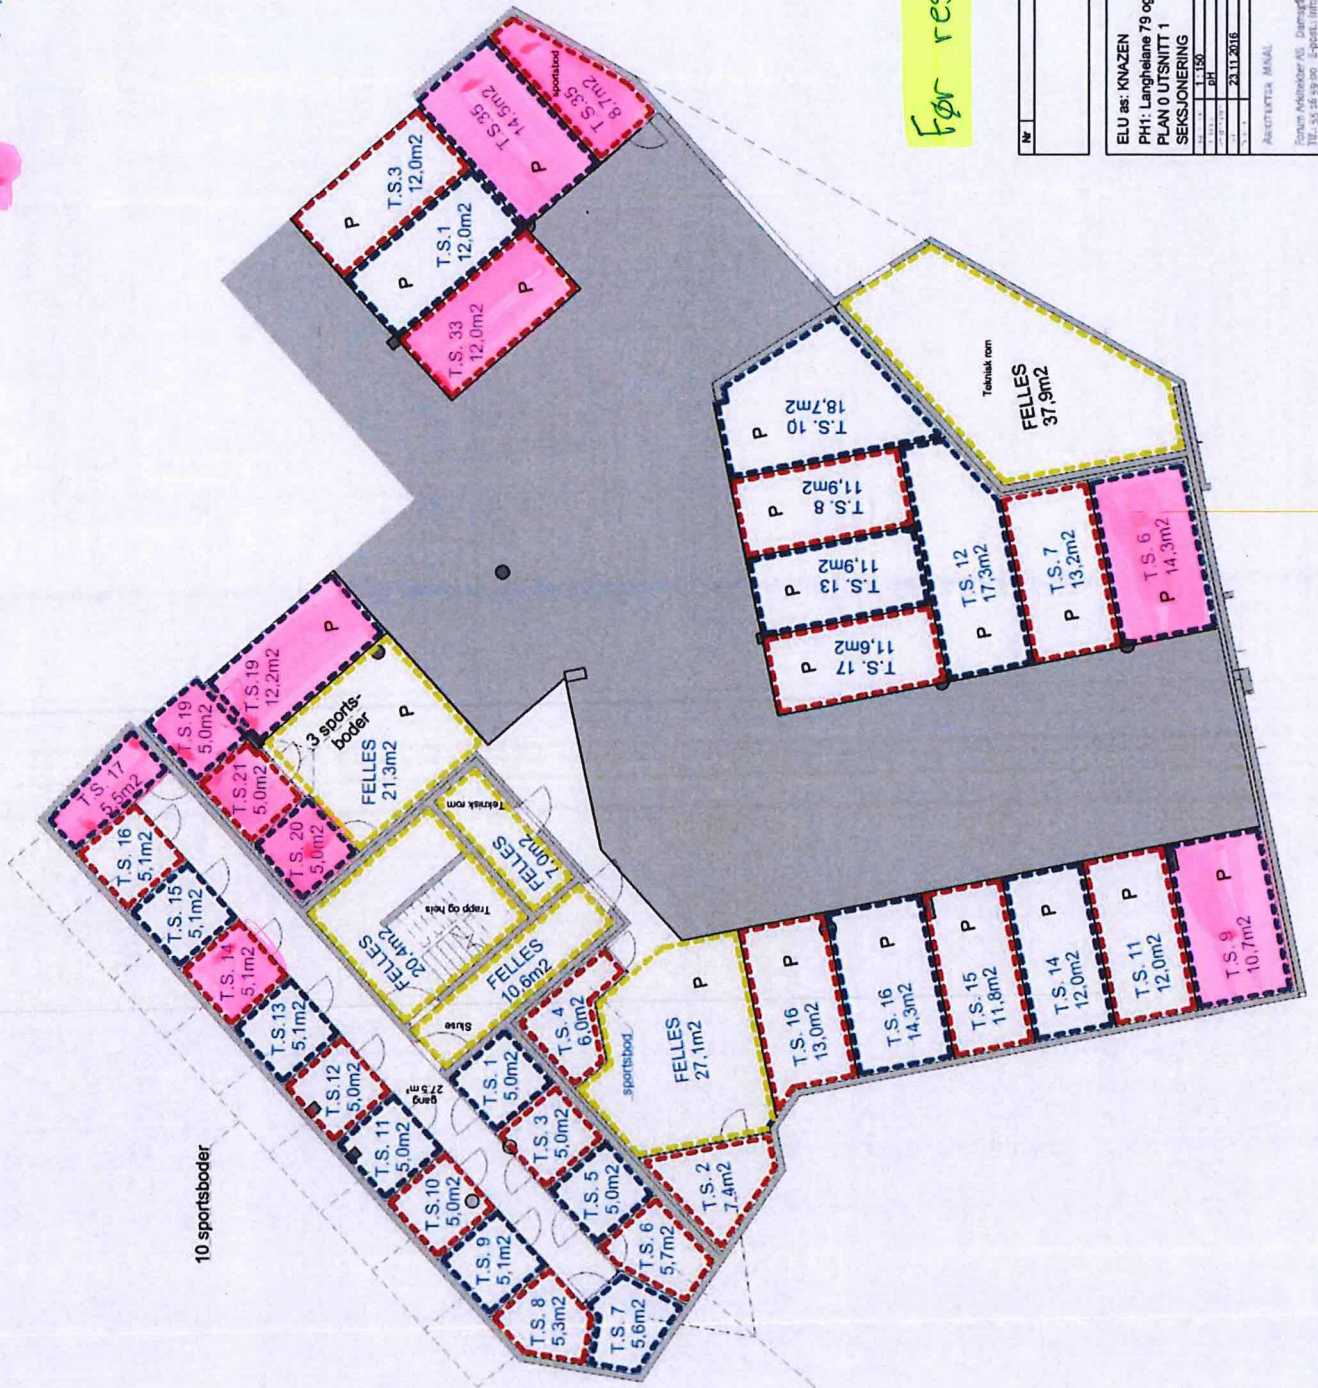 T.S. 35
8,7m2
sportsbod
T.S 35
14,5m2
P
T.S.3
12,0m2
P
T.S.1
12,0m2
P
T.S. 33
12,0m2
P
Før
Nr
ELU as: KNAZEN
PH1: Langheiane 79 og
PLAN 0 UTSNITT 1
SEKSJONERING
1:150
pH
23.11.2016
ARKITEKTER MNAL
Forum Arkitekter AS
Teknisk rom
FELLES
37,9m2
T.S. 10
18,7m2
P
T.S. 8
11,9m2
P
T.S. 13
11,9m2
P
T.S. 17
11,6m2
P
T.S. 12
17,3m2
P
T.S. 7
13,2m2
P
T.S. 6
14,3m2
P
T.S.19
12,2m2
P
T.S.19
5,0m2
T.S.21
5,0m2
T.S. 20
5,0m2
3 sports-
boder
FELLES
21,3m2
P
T.S. 17
5,5m2
T.S. 16
5,1m2
T.S. 15
5,1m2
T.S. 14
5,1m2
T.S.13
5,1m2
T.S.12
5,0m2
T.S. 11
5,0m2
T.S.10
5,0m2
T.S. 9
5,1m2
T.S. 8
5,3m2
T.S. 7
5,6m2
10 sportsboder
Teknisk rom
FELLES
7,0m2
FELLES
20,4m2
Trapp og heis
FELLES
10,6m2
Sluse
gang
27,5m²
T.S. 1
5,0m2
T.S. 3
5,0m2
T.S. 5
5,0m2
T.S. 6
5,7m2
T.S. 4
6,0m2
sportsbod
FELLES
27,1m2
P
T.S. 2
7,4m2
T.S. 16
13,0m2
P
T.S. 16
14,3m2
P
T.S. 15
11,8m2
P
T.S. 14
12,0m2
P
T.S. 11
12,0m2
P
T.S. 9
10,7m2
P